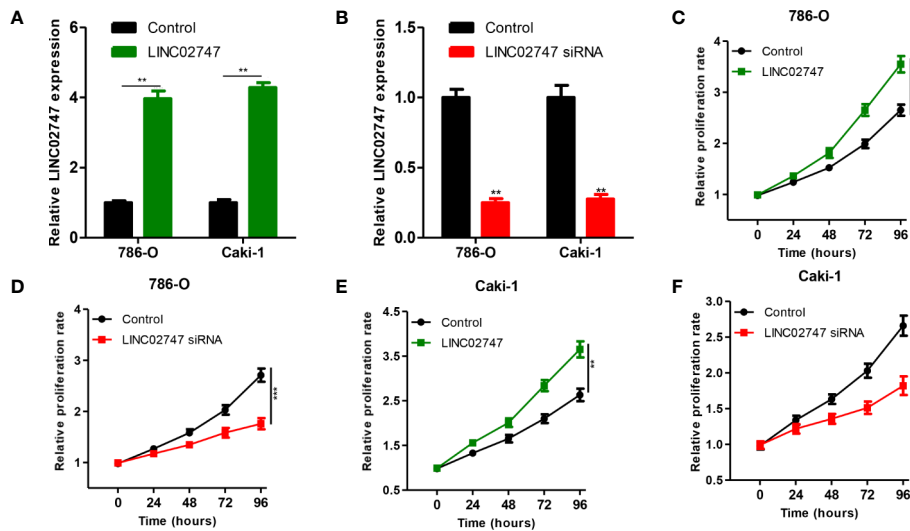 A
Control
LINC02747
Relative LINC02747 expression
6
4
2
0
**
**
786-O
Caki-1
B
Control
LINC02747 siRNA
Relative LINC02747 expression
1.5
1.0
0.5
0.0
**
**
786-O
Caki-1
C
786-O
Control
LINC02747
Relative proliferation rate
4
3
2
1
0 24 48 72 96
Time (hours)
D
786-O
Control
LINC02747 siRNA
Relative proliferation rate
4
3
2
1
***
0 24 48 72 96
Time (hours)
E
Caki-1
Control
LINC02747
Relative proliferation rate
4.5
3.5
2.5
1.5
0.5
**
0 24 48 72 96
Time (hours)
F
Caki-1
Control
LINC02747 siRNA
Relative proliferation rate
3.0
2.5
2.0
1.5
1.0
0.5
0 24 48 72 96
Time (hours)